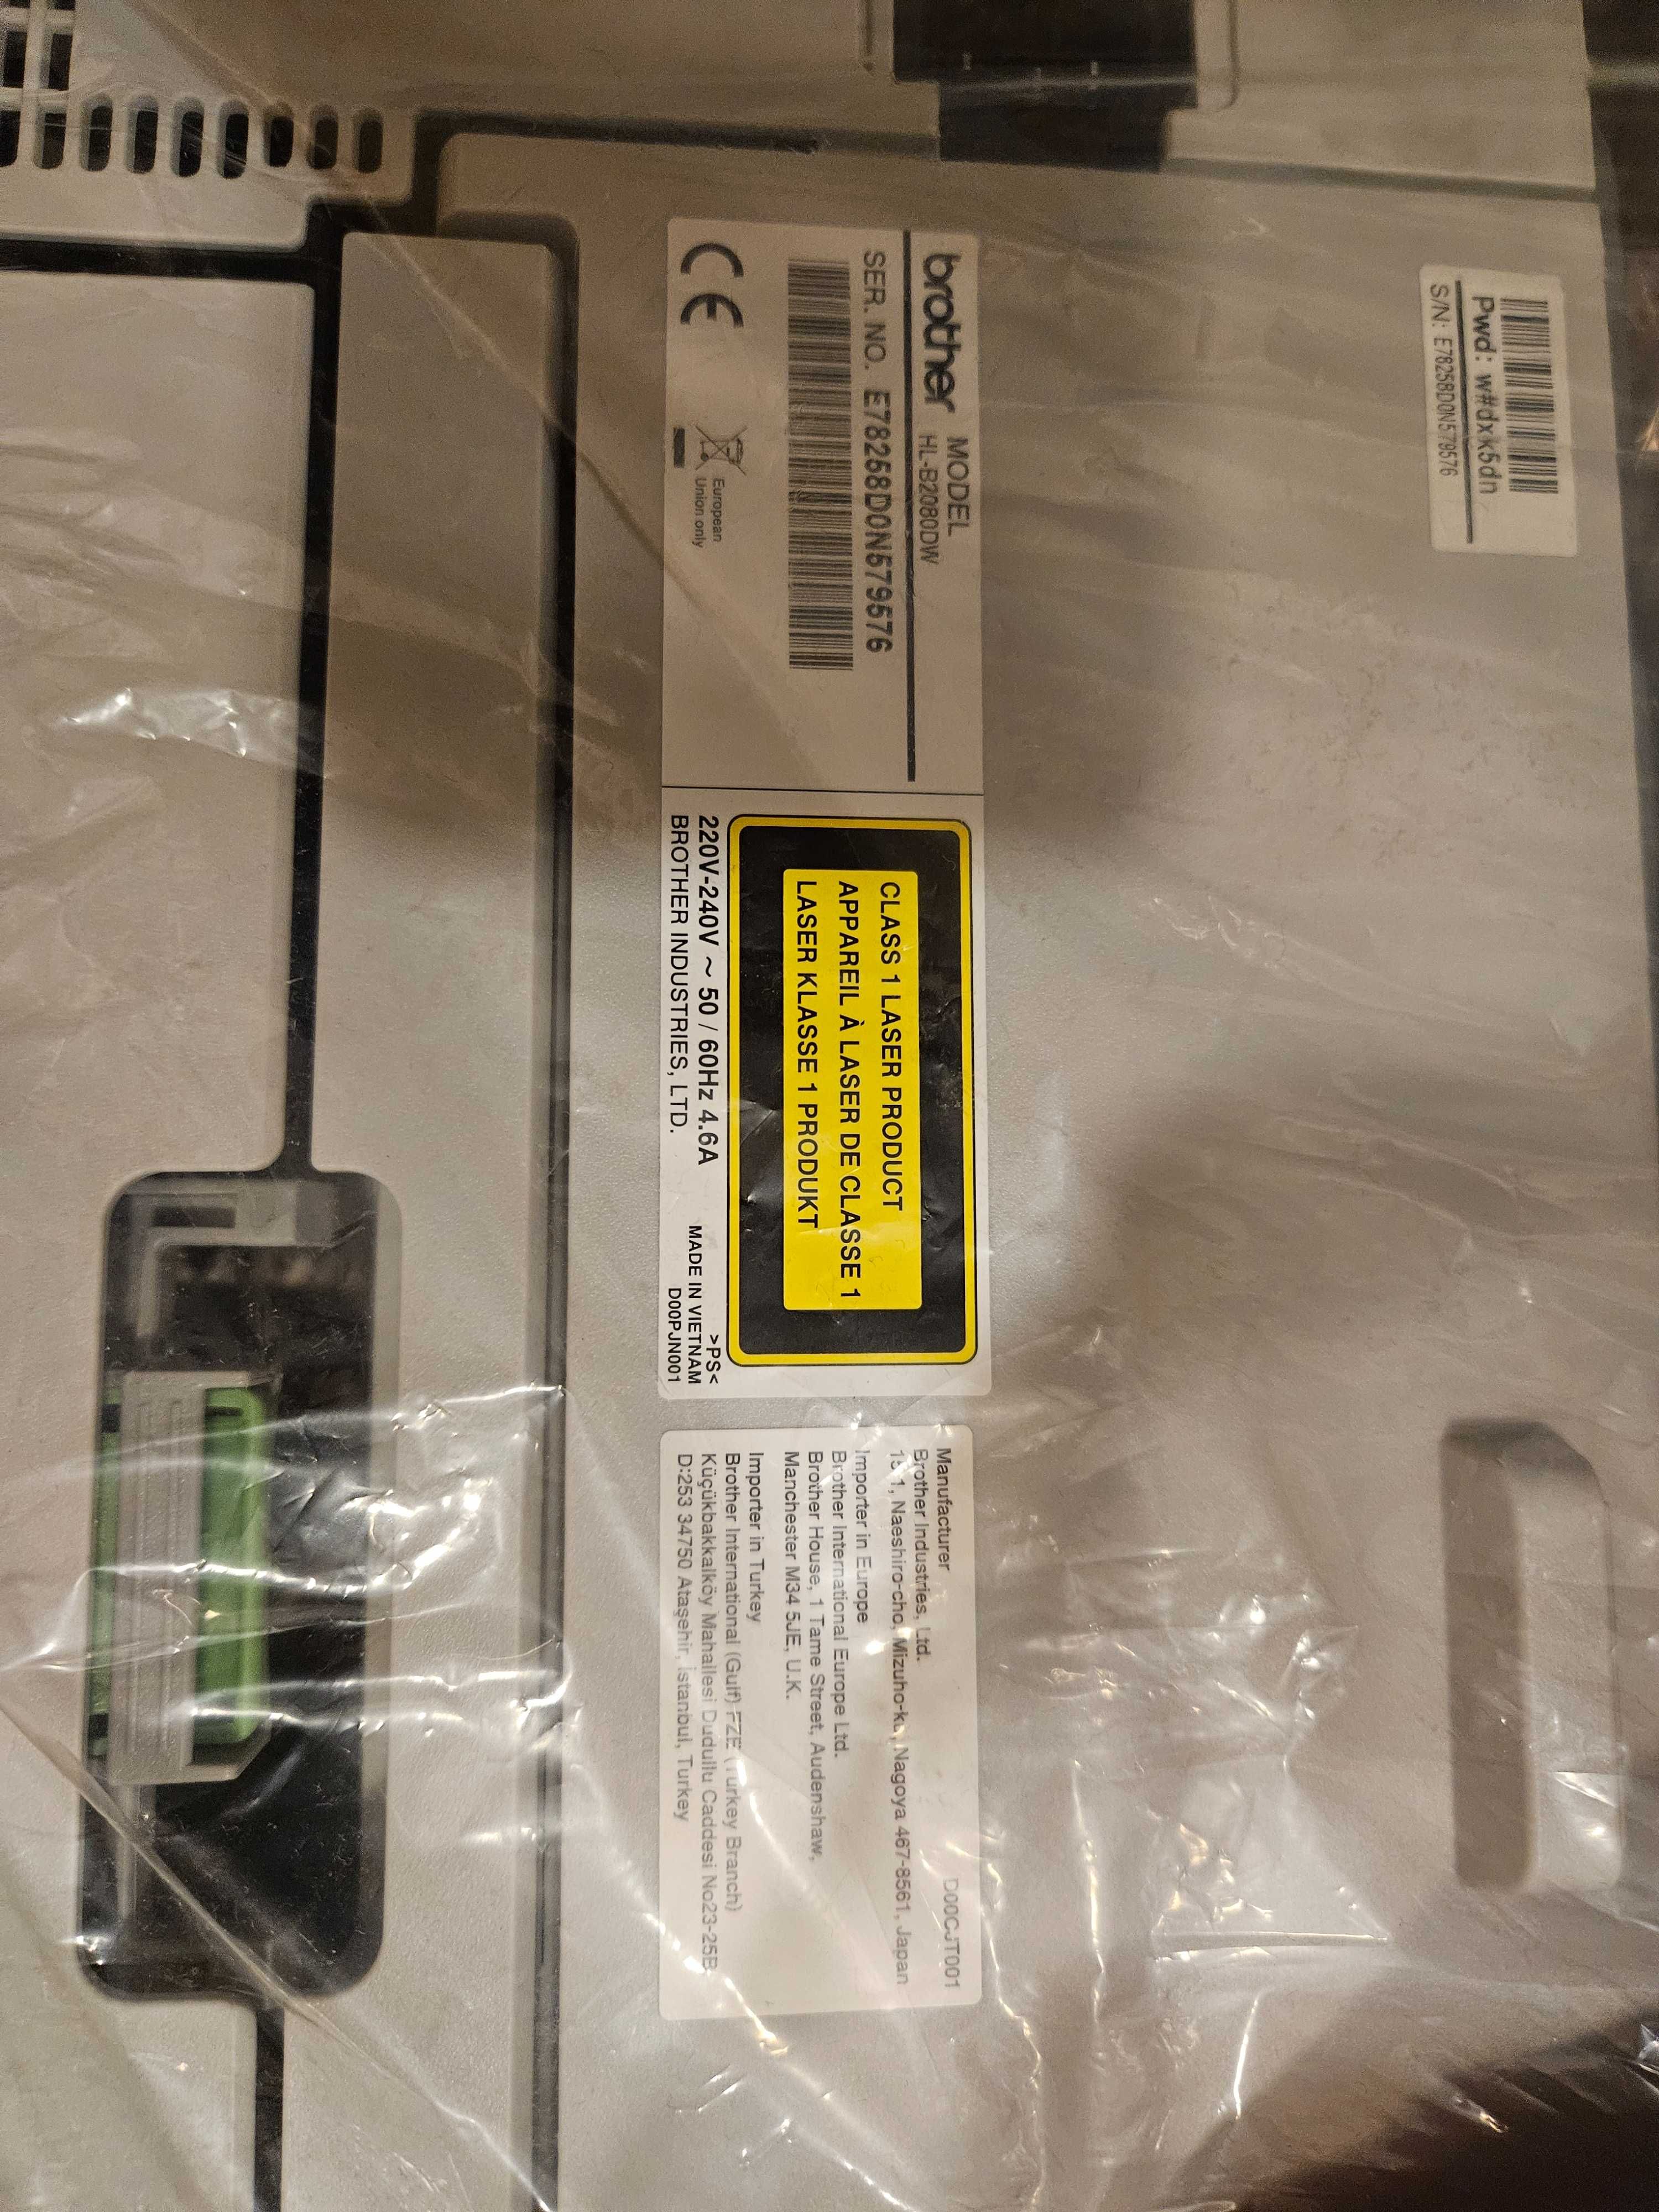 Pwd: w#dxk5dn
S/N: E78258D0N579576
brother MODEL
HL-B2080DW
SER. NO. E78258D0N579576
CE
European
Union only
CLASS 1 LASER PRODUCT
APPAREIL À LASER DE CLASSE 1
LASER KLASSE 1 PRODUKT
220V-240V ~ 50 / 60Hz 4.6A
BROTHER INDUSTRIES, LTD.
>PS<
MADE IN VIETNAM
D00PJN001
D00CJT001
Manufacturer
Brother Industries, Ltd.
15-1, Naeshiro-cho, Mizuho-ku, Nagoya 467-8561, Japan
Importer in Europe
Brother International Europe Ltd.
Brother House, 1 Tame Street, Audenshaw,
Manchester M34 5JE, U.K.
Importer in Turkey
Brother International (Gulf) FZE (Turkey Branch)
Küçükbakkalköy Mahallesi Dudullu Caddesi No23-25B
D:253 34750 Ataşehir, İstanbul, Turkey